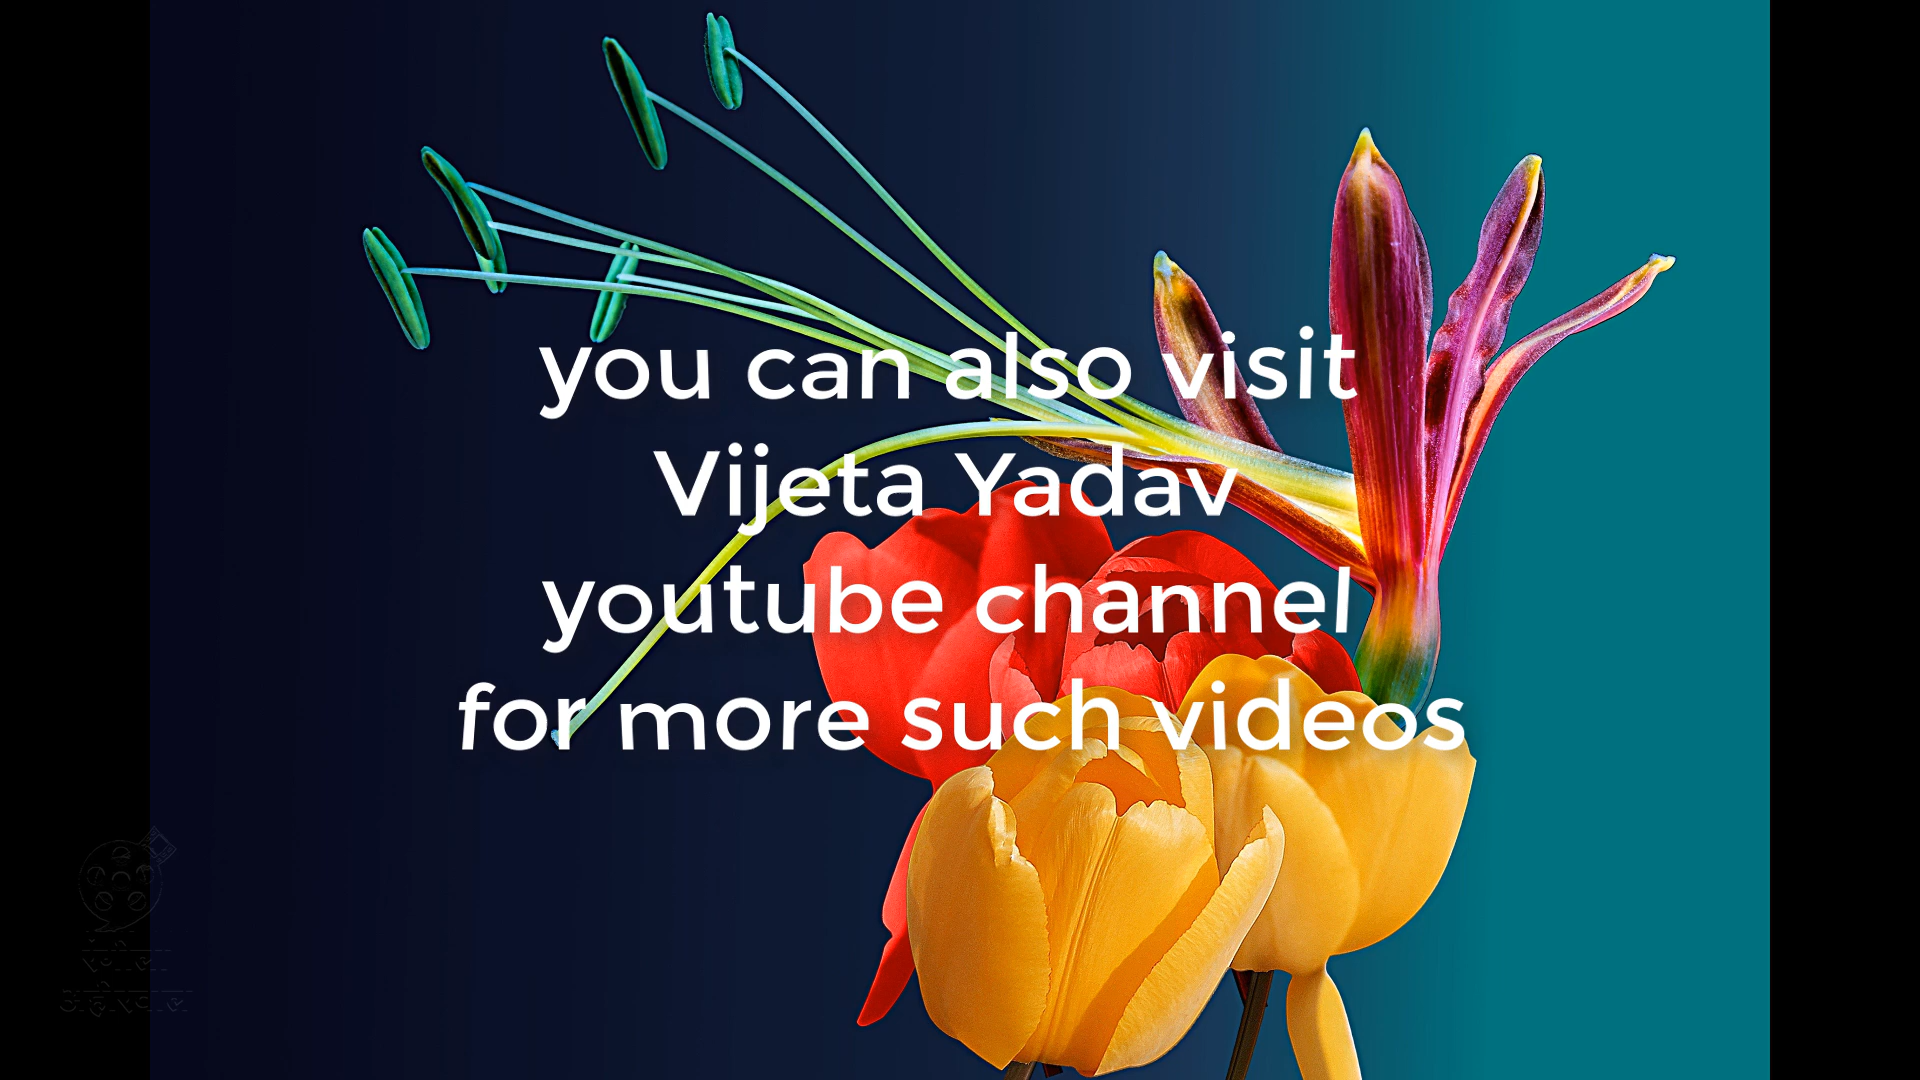 you can also visit
Vijeta Yadav
youtube channel
for more such videos